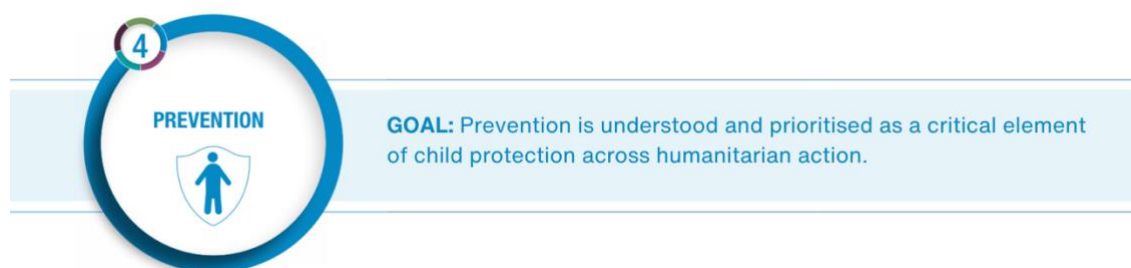 4
PREVENTION
GOAL: Prevention is understood and prioritised as a critical element
of child protection across humanitarian action.